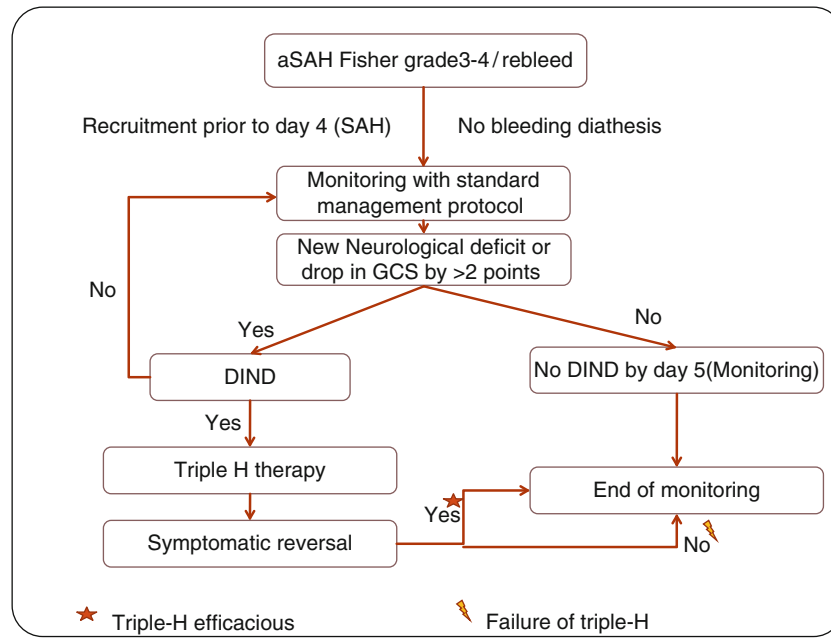 aSAH Fisher grade3-4/rebleed
Recruitment prior to day 4 (SAH)
No bleeding diathesis
Monitoring with standard
management protocol
New Neurological deficit or
drop in GCS by >2 points
No
Yes
No
DIND
No DIND by day 5(Monitoring)
Yes
Triple H therapy
End of monitoring
Yes
Symptomatic reversal
No
Triple-H efficacious
Failure of triple-H